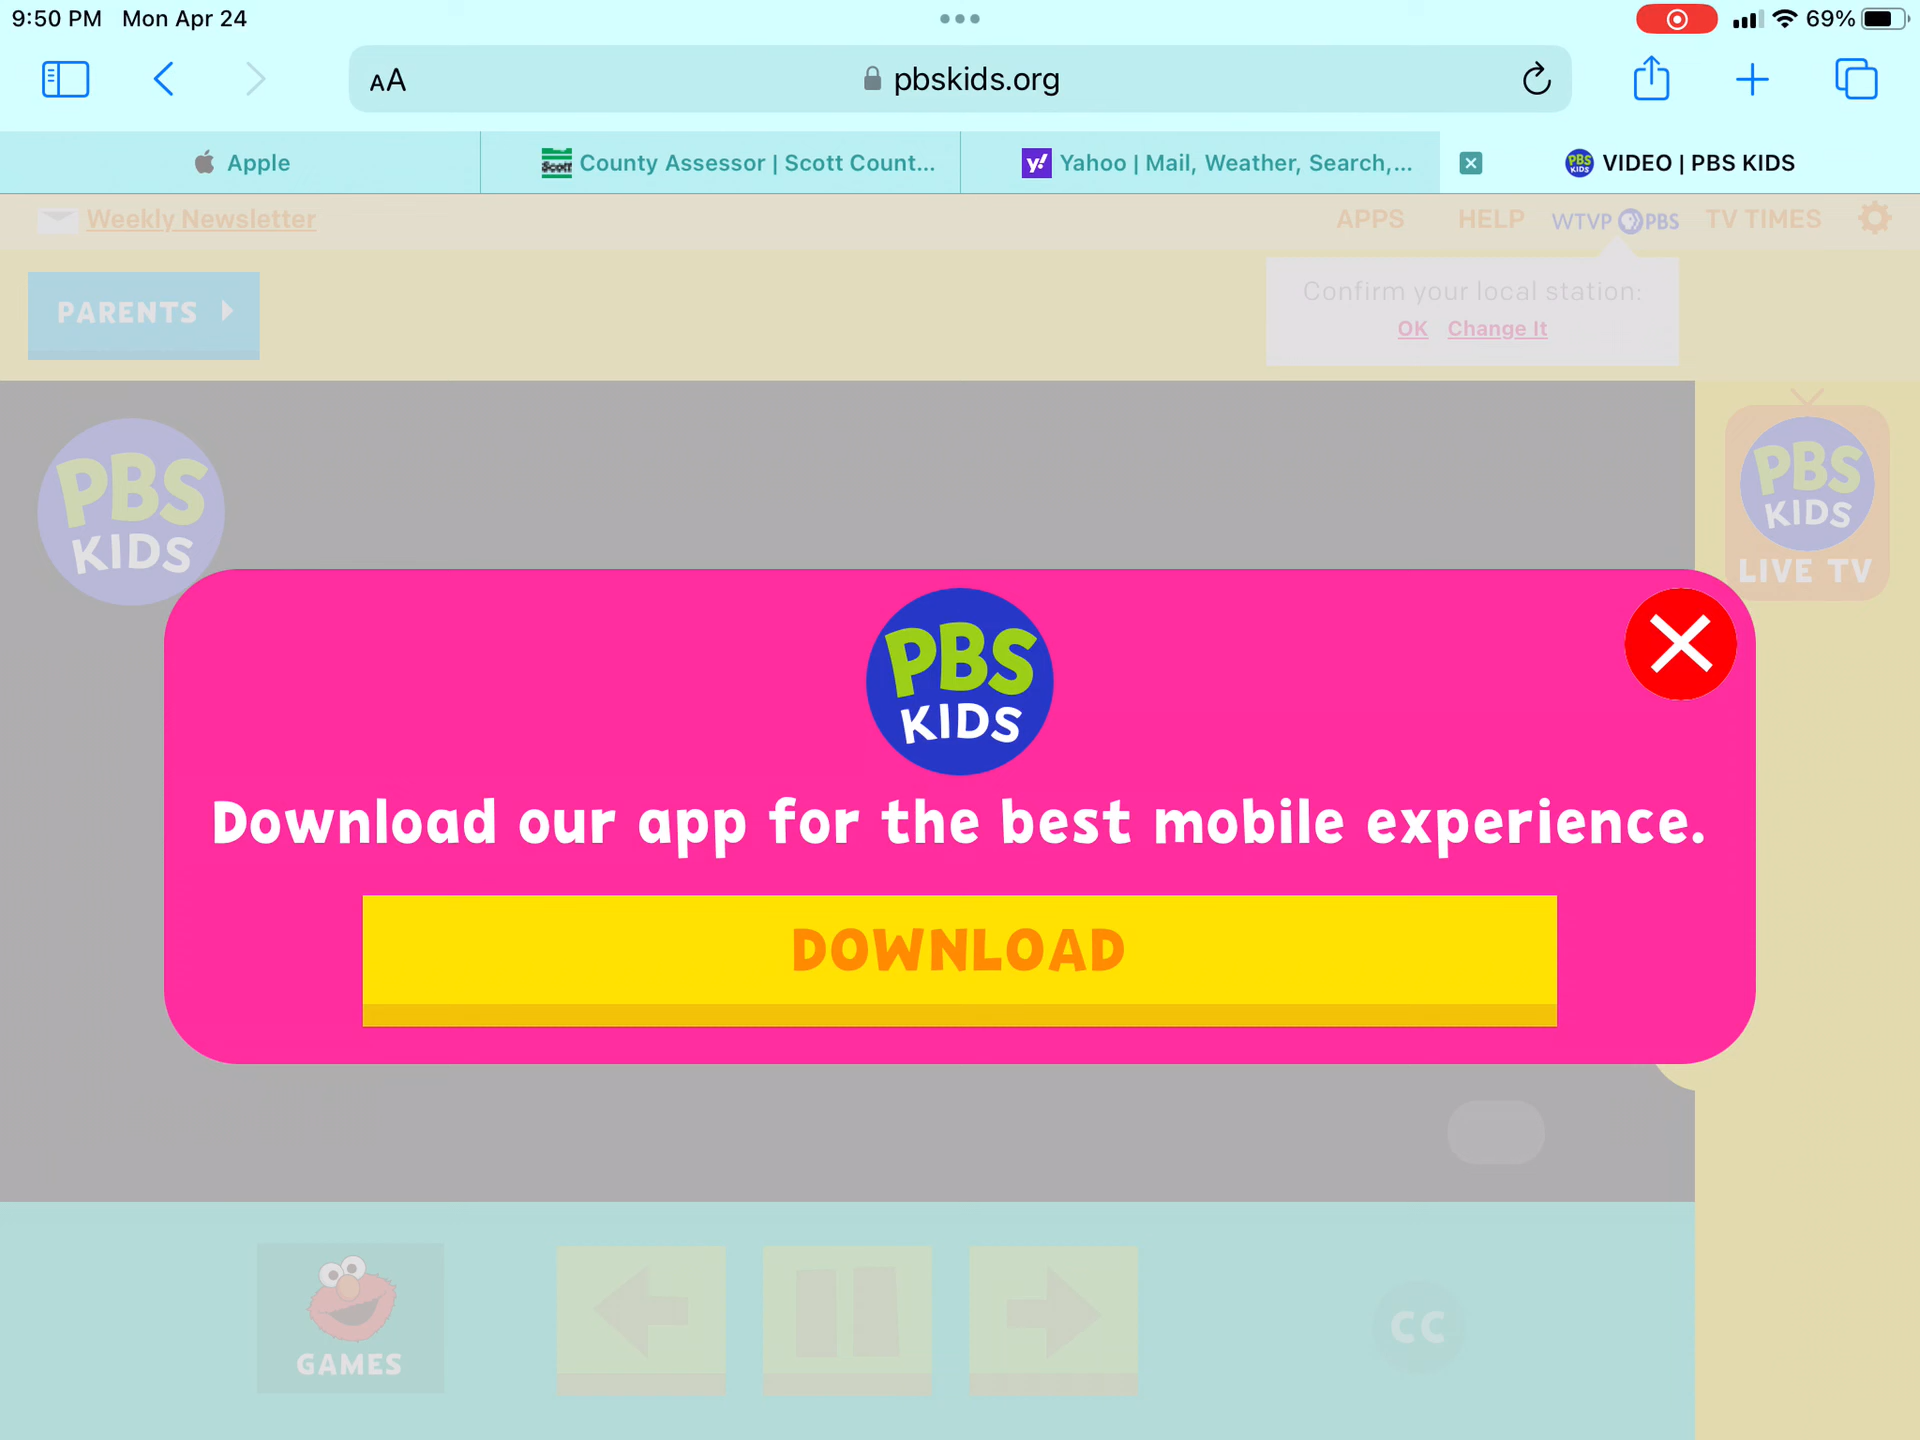 9:50 PM Mon Apr 24
69%
AA
pbskids.org
Apple
County Assessor | Scott Count...
Yahoo | Mail, Weather, Search,...
VIDEO | PBS KIDS
Weekly Newsletter
APPS HELP WTVP PBS TV TIMES
PARENTS
Confirm your local station:
OK Change It
PBS
KIDS
PBS
KIDS
LIVE TV
PBS
KIDS
Download our app for the best mobile experience.
DOWNLOAD
GAMES
CC